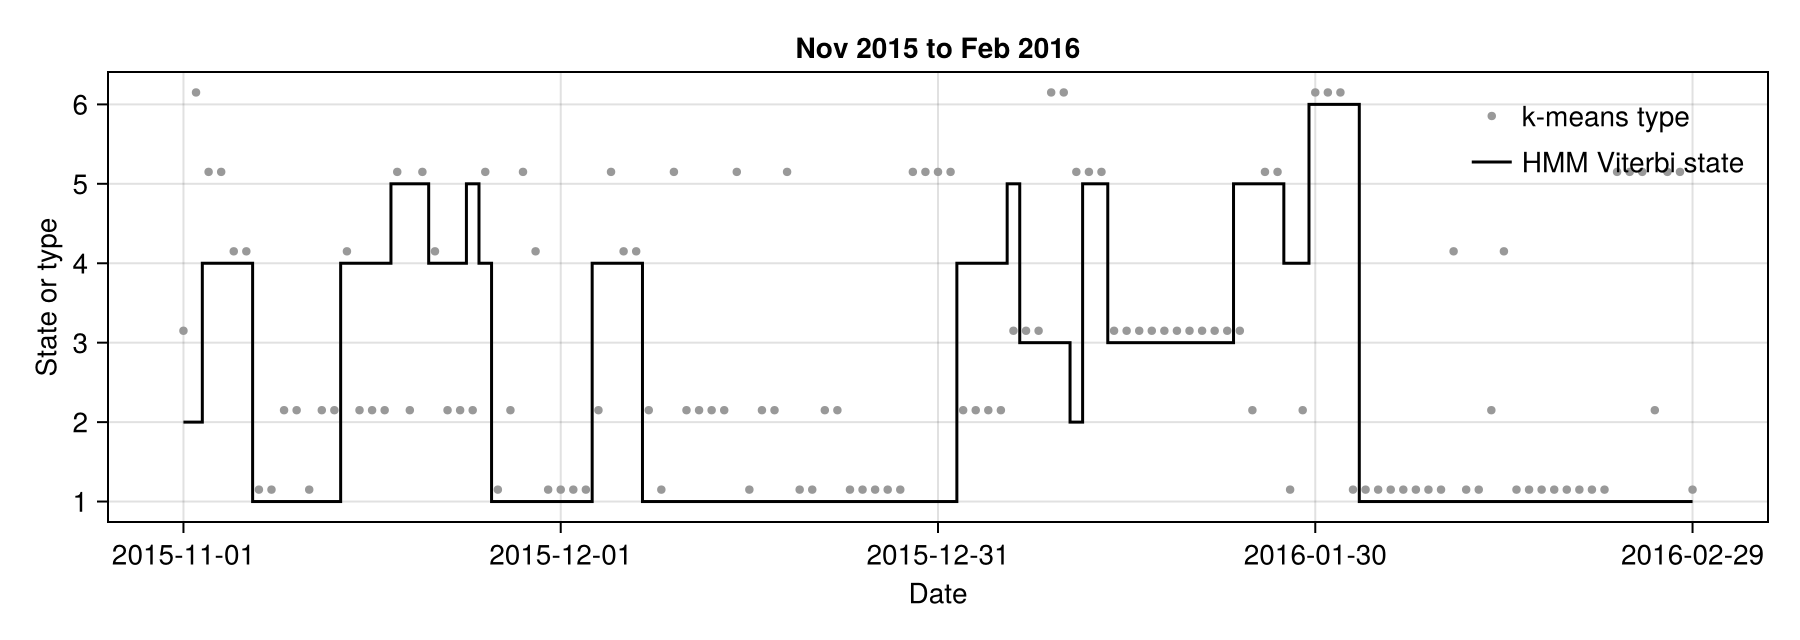 Nov 2015 to Feb 2016
State or type
6
5
4
3
2
1
k-means type
HMM Viterbi state
2015-11-01
2015-12-01
2015-12-31
2016-01-30
2016-02-29
Date